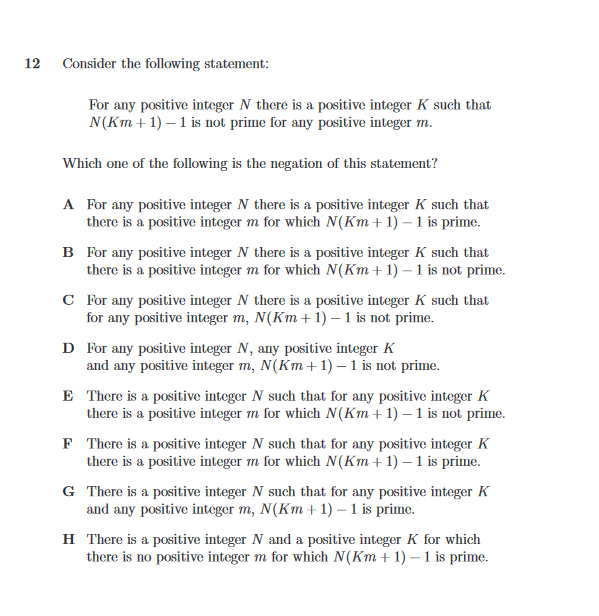 12 Consider the following statement:
For any positive integer N there is a positive integer K such that
N(Km + 1) − 1 is not prime for any positive integer m.
Which one of the following is the negation of this statement?
A For any positive integer N there is a positive integer K such that
there is a positive integer m for which N(Km + 1) − 1 is prime.
B For any positive integer N there is a positive integer K such that
there is a positive integer m for which N(Km + 1) − 1 is not prime.
C For any positive integer N there is a positive integer K such that
for any positive integer m, N(Km + 1) − 1 is not prime.
D For any positive integer N, any positive integer K
and any positive integer m, N(Km + 1) − 1 is not prime.
E There is a positive integer N such that for any positive integer K
there is a positive integer m for which N(Km + 1) − 1 is not prime.
F There is a positive integer N such that for any positive integer K
there is a positive integer m for which N(Km + 1) − 1 is prime.
G There is a positive integer N such that for any positive integer K
and any positive integer m, N(Km + 1) − 1 is prime.
H There is a positive integer N and a positive integer K for which
there is no positive integer m for which N(Km + 1) − 1 is prime.